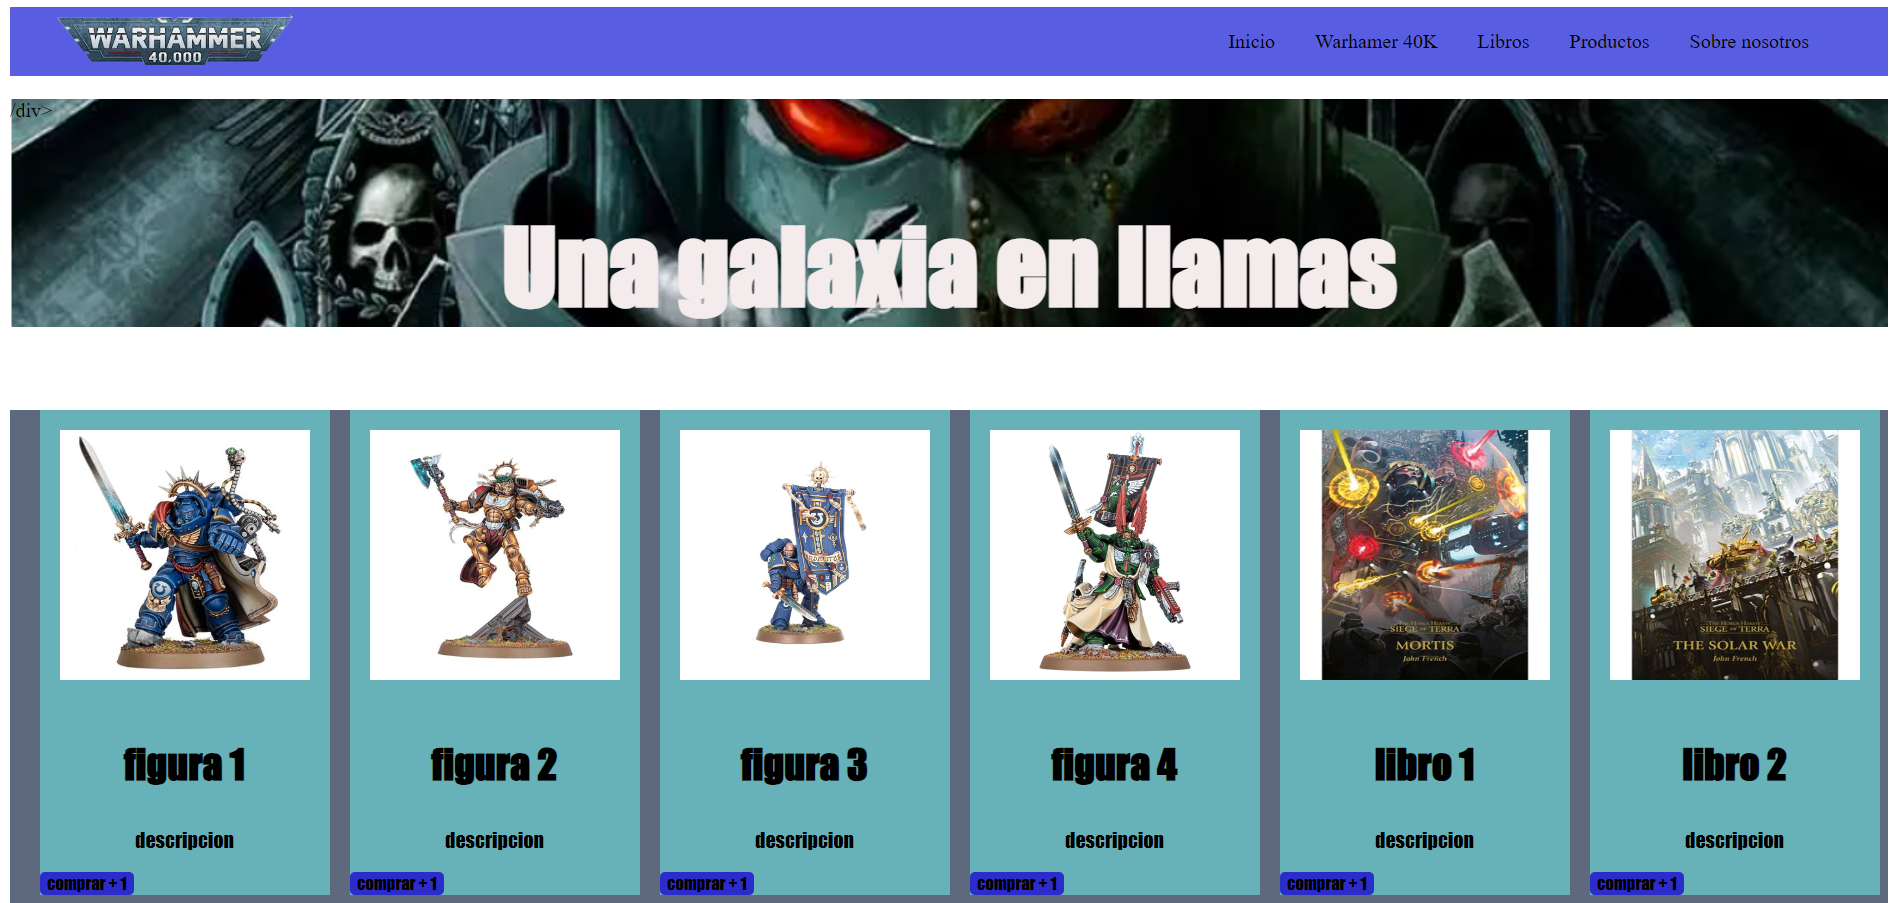 WARHAMMER
40,000
Inicio Warhamer 40K Libros Productos Sobre nosotros
/div>
Una galaxia en llamas
THE HORUS HERESY
SIEGE OF TERRA
MORTIS
John French
THE HORUS HERESY
SIEGE OF TERRA
THE SOLAR WAR
John French
figura 1 figura 2 figura 3 figura 4 libro 1 libro 2
descripcion descripcion descripcion descripcion descripcion descripcion
comprar + 1 comprar + 1 comprar + 1 comprar + 1 comprar + 1 comprar + 1